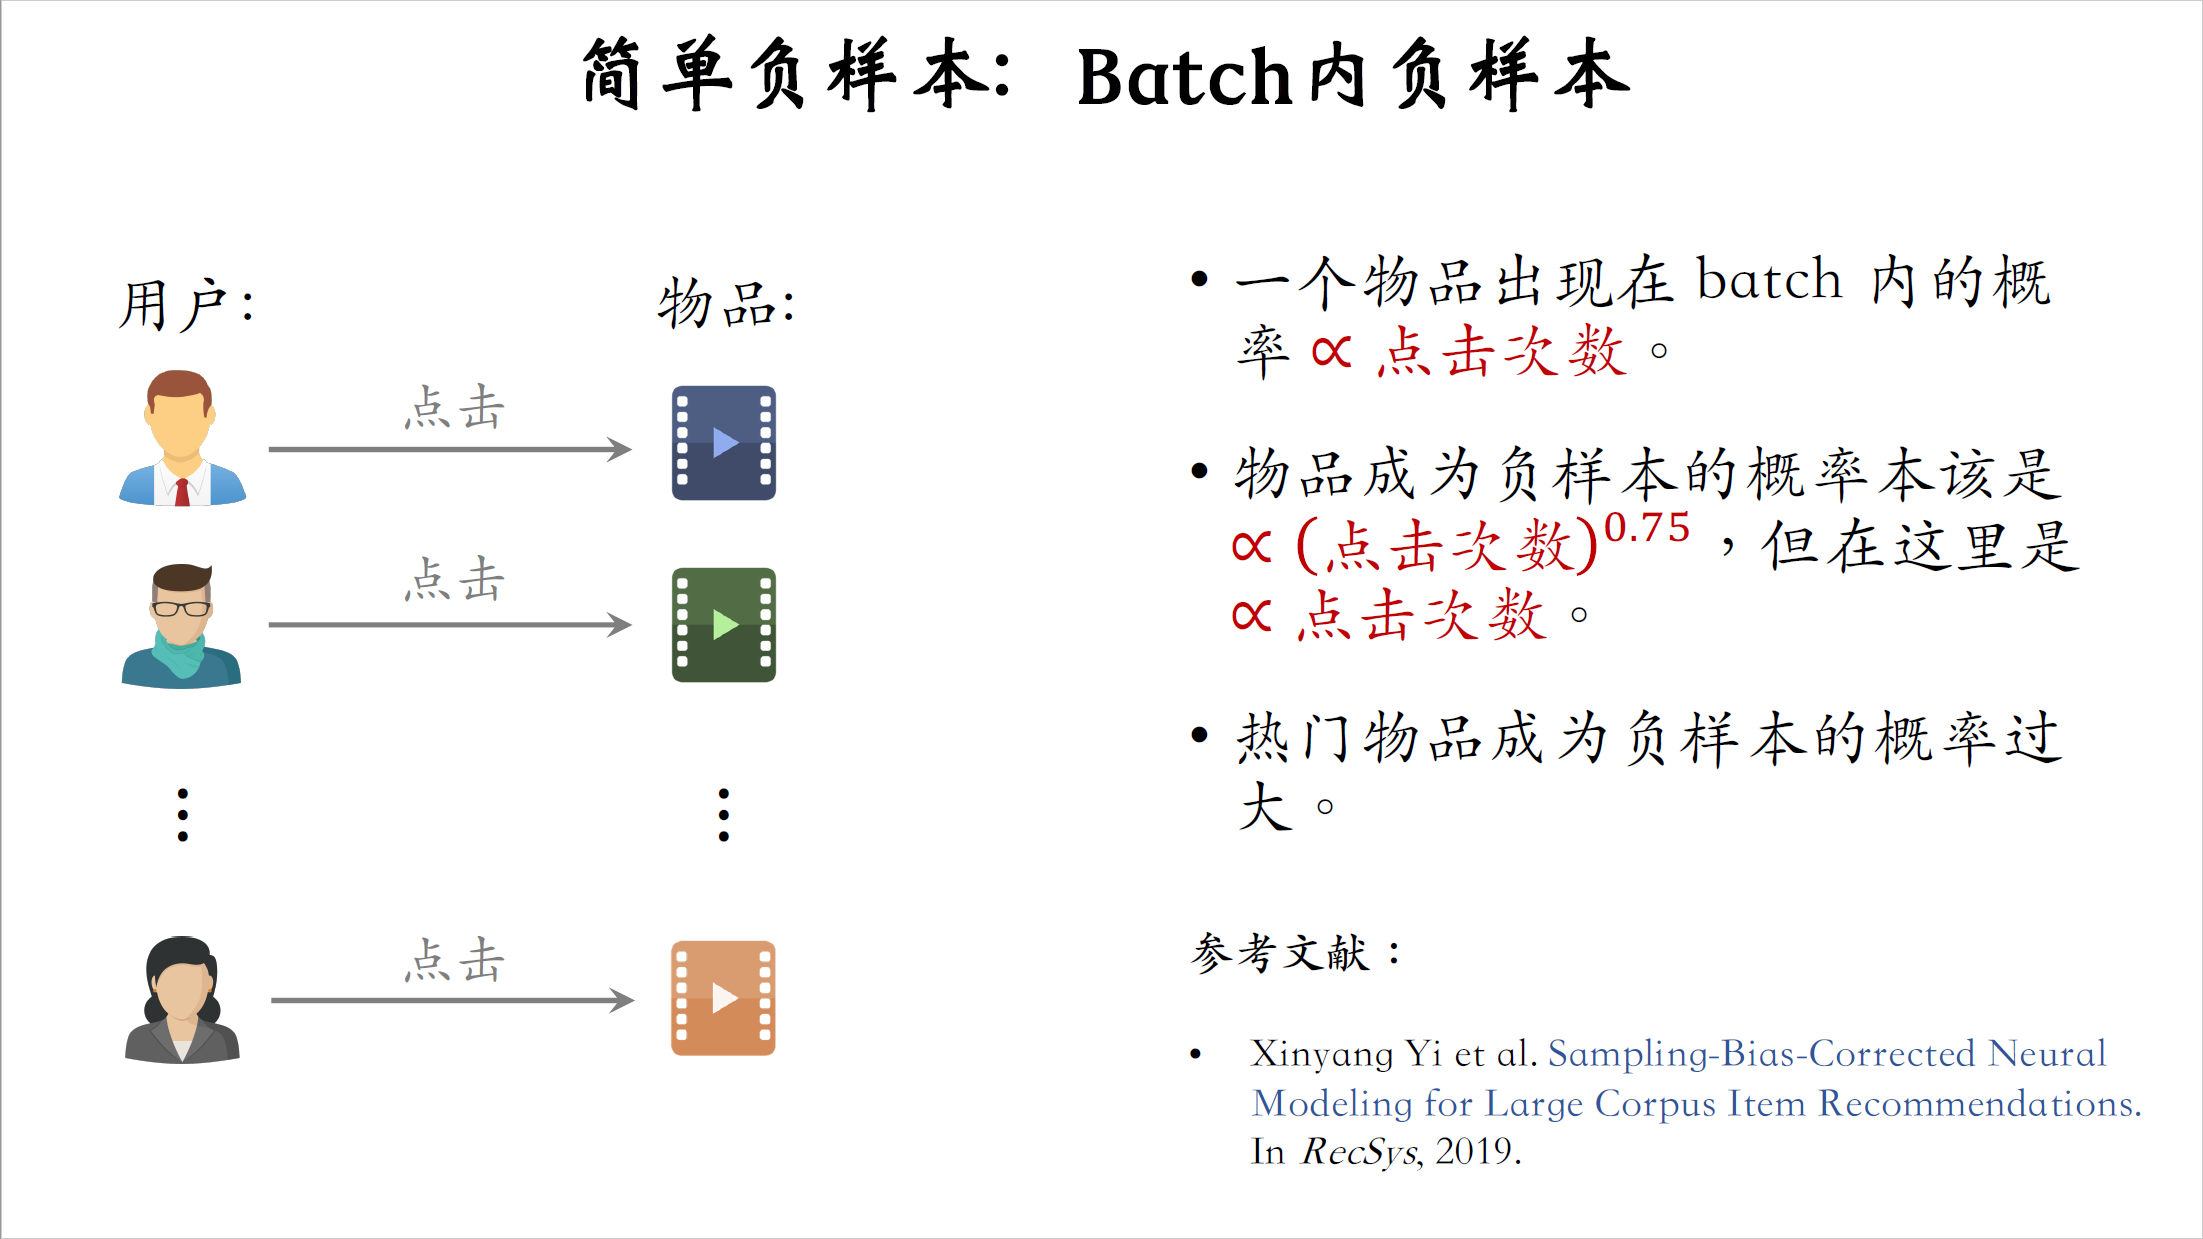 简单负样本：Batch内负样本
用户：
物品：
点击
点击
点击
• 一个物品出现在 batch 内的概
率 ∝ 点击次数。
• 物品成为负样本的概率本该是
∝ (点击次数)^0.75，但在这里是
∝ 点击次数。
• 热门物品成为负样本的概率过
大。
参考文献：
• Xinyang Yi et al. Sampling-Bias-Corrected Neural
Modeling for Large Corpus Item Recommendations.
In RecSys, 2019.